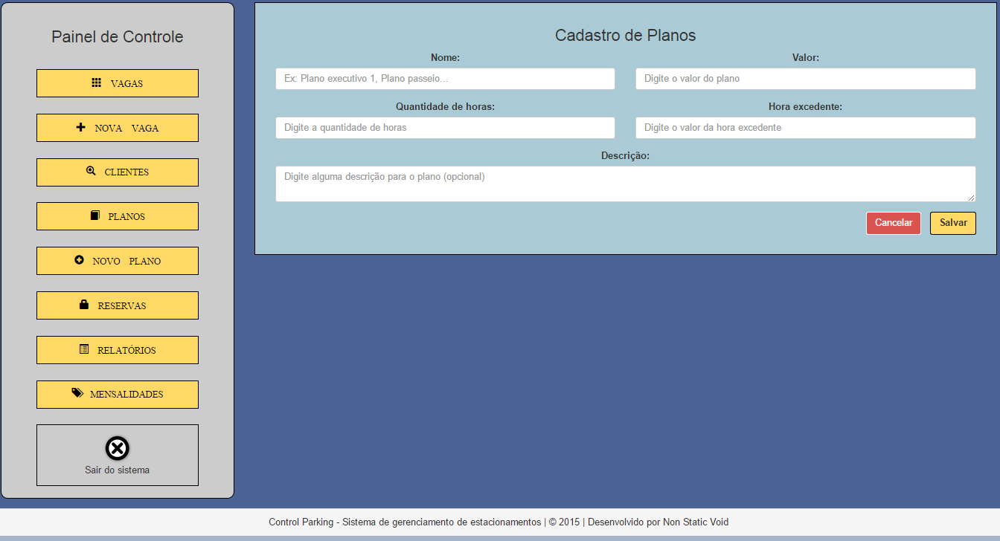 Painel de Controle
VAGAS
NOVA VAGA
CLIENTES
PLANOS
NOVO PLANO
RESERVAS
RELATÓRIOS
MENSALIDADES
Sair do sistema
Cadastro de Planos
Nome: Valor:
Ex: Plano executivo 1, Plano passeio... Digite o valor do plano
Quantidade de horas: Hora excedente:
Digite a quantidade de horas Digite o valor da hora excedente
Descrição:
Digite alguma descrição para o plano (opcional)
Cancelar Salvar
Control Parking - Sistema de gerenciamento de estacionamentos | © 2015 | Desenvolvido por Non Static Void